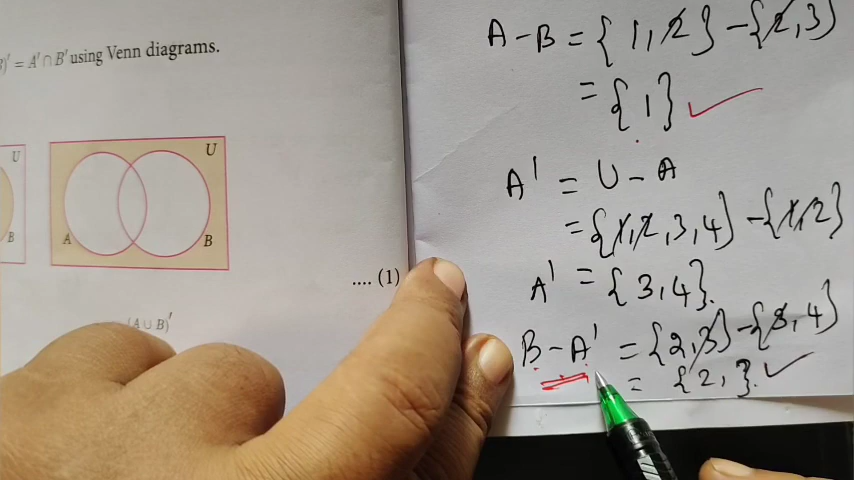 )' = A' ∩ B' using Venn diagrams.
U
B
U
A
B
.... (1)
(A ∪ B)'
A - B = { 1, 2 } - { 2, 3 }
= { 1 }
A' = U - A
= { 1, 2, 3, 4 } - { 1, 2 }
A' = { 3, 4 }.
B - A' = { 2, 3 } - { 3, 4 }
= { 2, }.